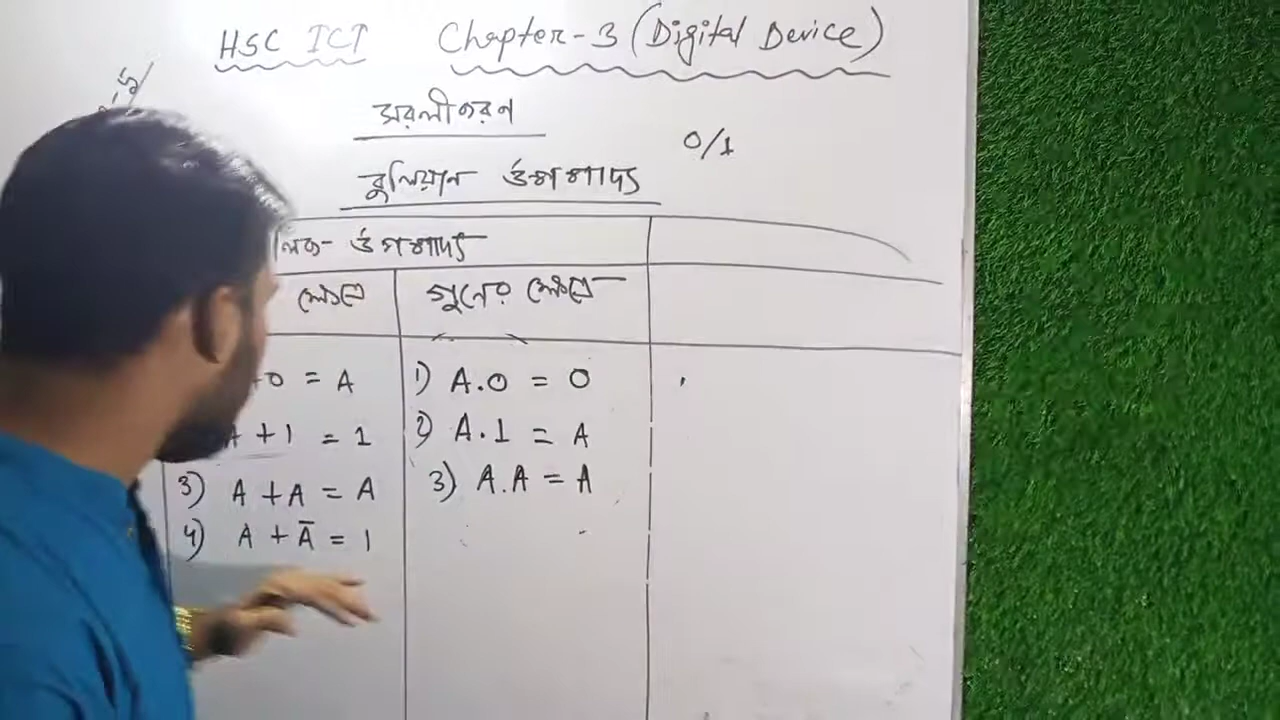 HSC ICT Chapter-3 (Digital Device)
সরলীকরণ
0/1
বুলিয়ান উপপাদ্য
উপপাদ্য
ক্ষেত্রে গুনের ক্ষেত্রে
+0 = A 1) A.0 = 0
A +1 = 1 2) A.1 = A
3) A + A = A 3) A.A = A
4) A + A̅ = 1